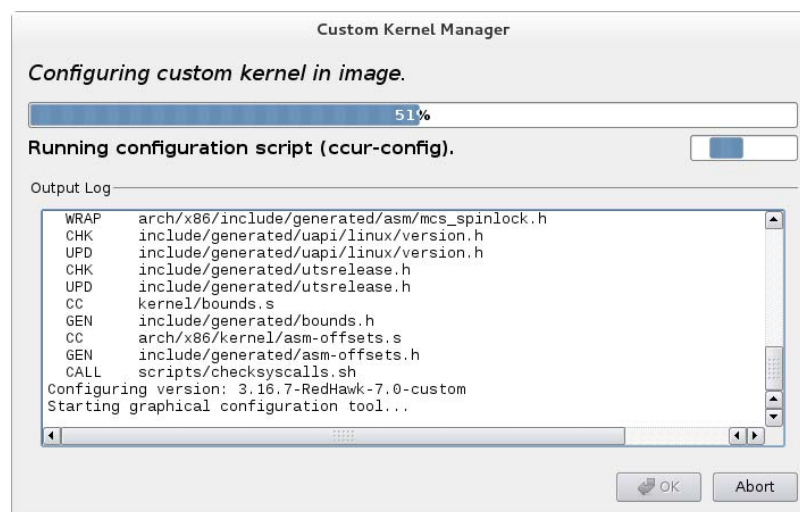 Custom Kernel Manager
Configuring custom kernel in image.
51%
Running configuration script (ccur-config).
Output Log
WRAP arch/x86/include/generated/asm/mcs_spinlock.h
CHK include/generated/uapi/linux/version.h
UPD include/generated/uapi/linux/version.h
CHK include/generated/utsrelease.h
UPD include/generated/utsrelease.h
CC kernel/bounds.s
GEN include/generated/bounds.h
CC arch/x86/kernel/asm-offsets.s
GEN include/generated/asm-offsets.h
CALL scripts/checksyscalls.sh
Configuring version: 3.16.7-RedHawk-7.0-custom
Starting graphical configuration tool...
OK Abort